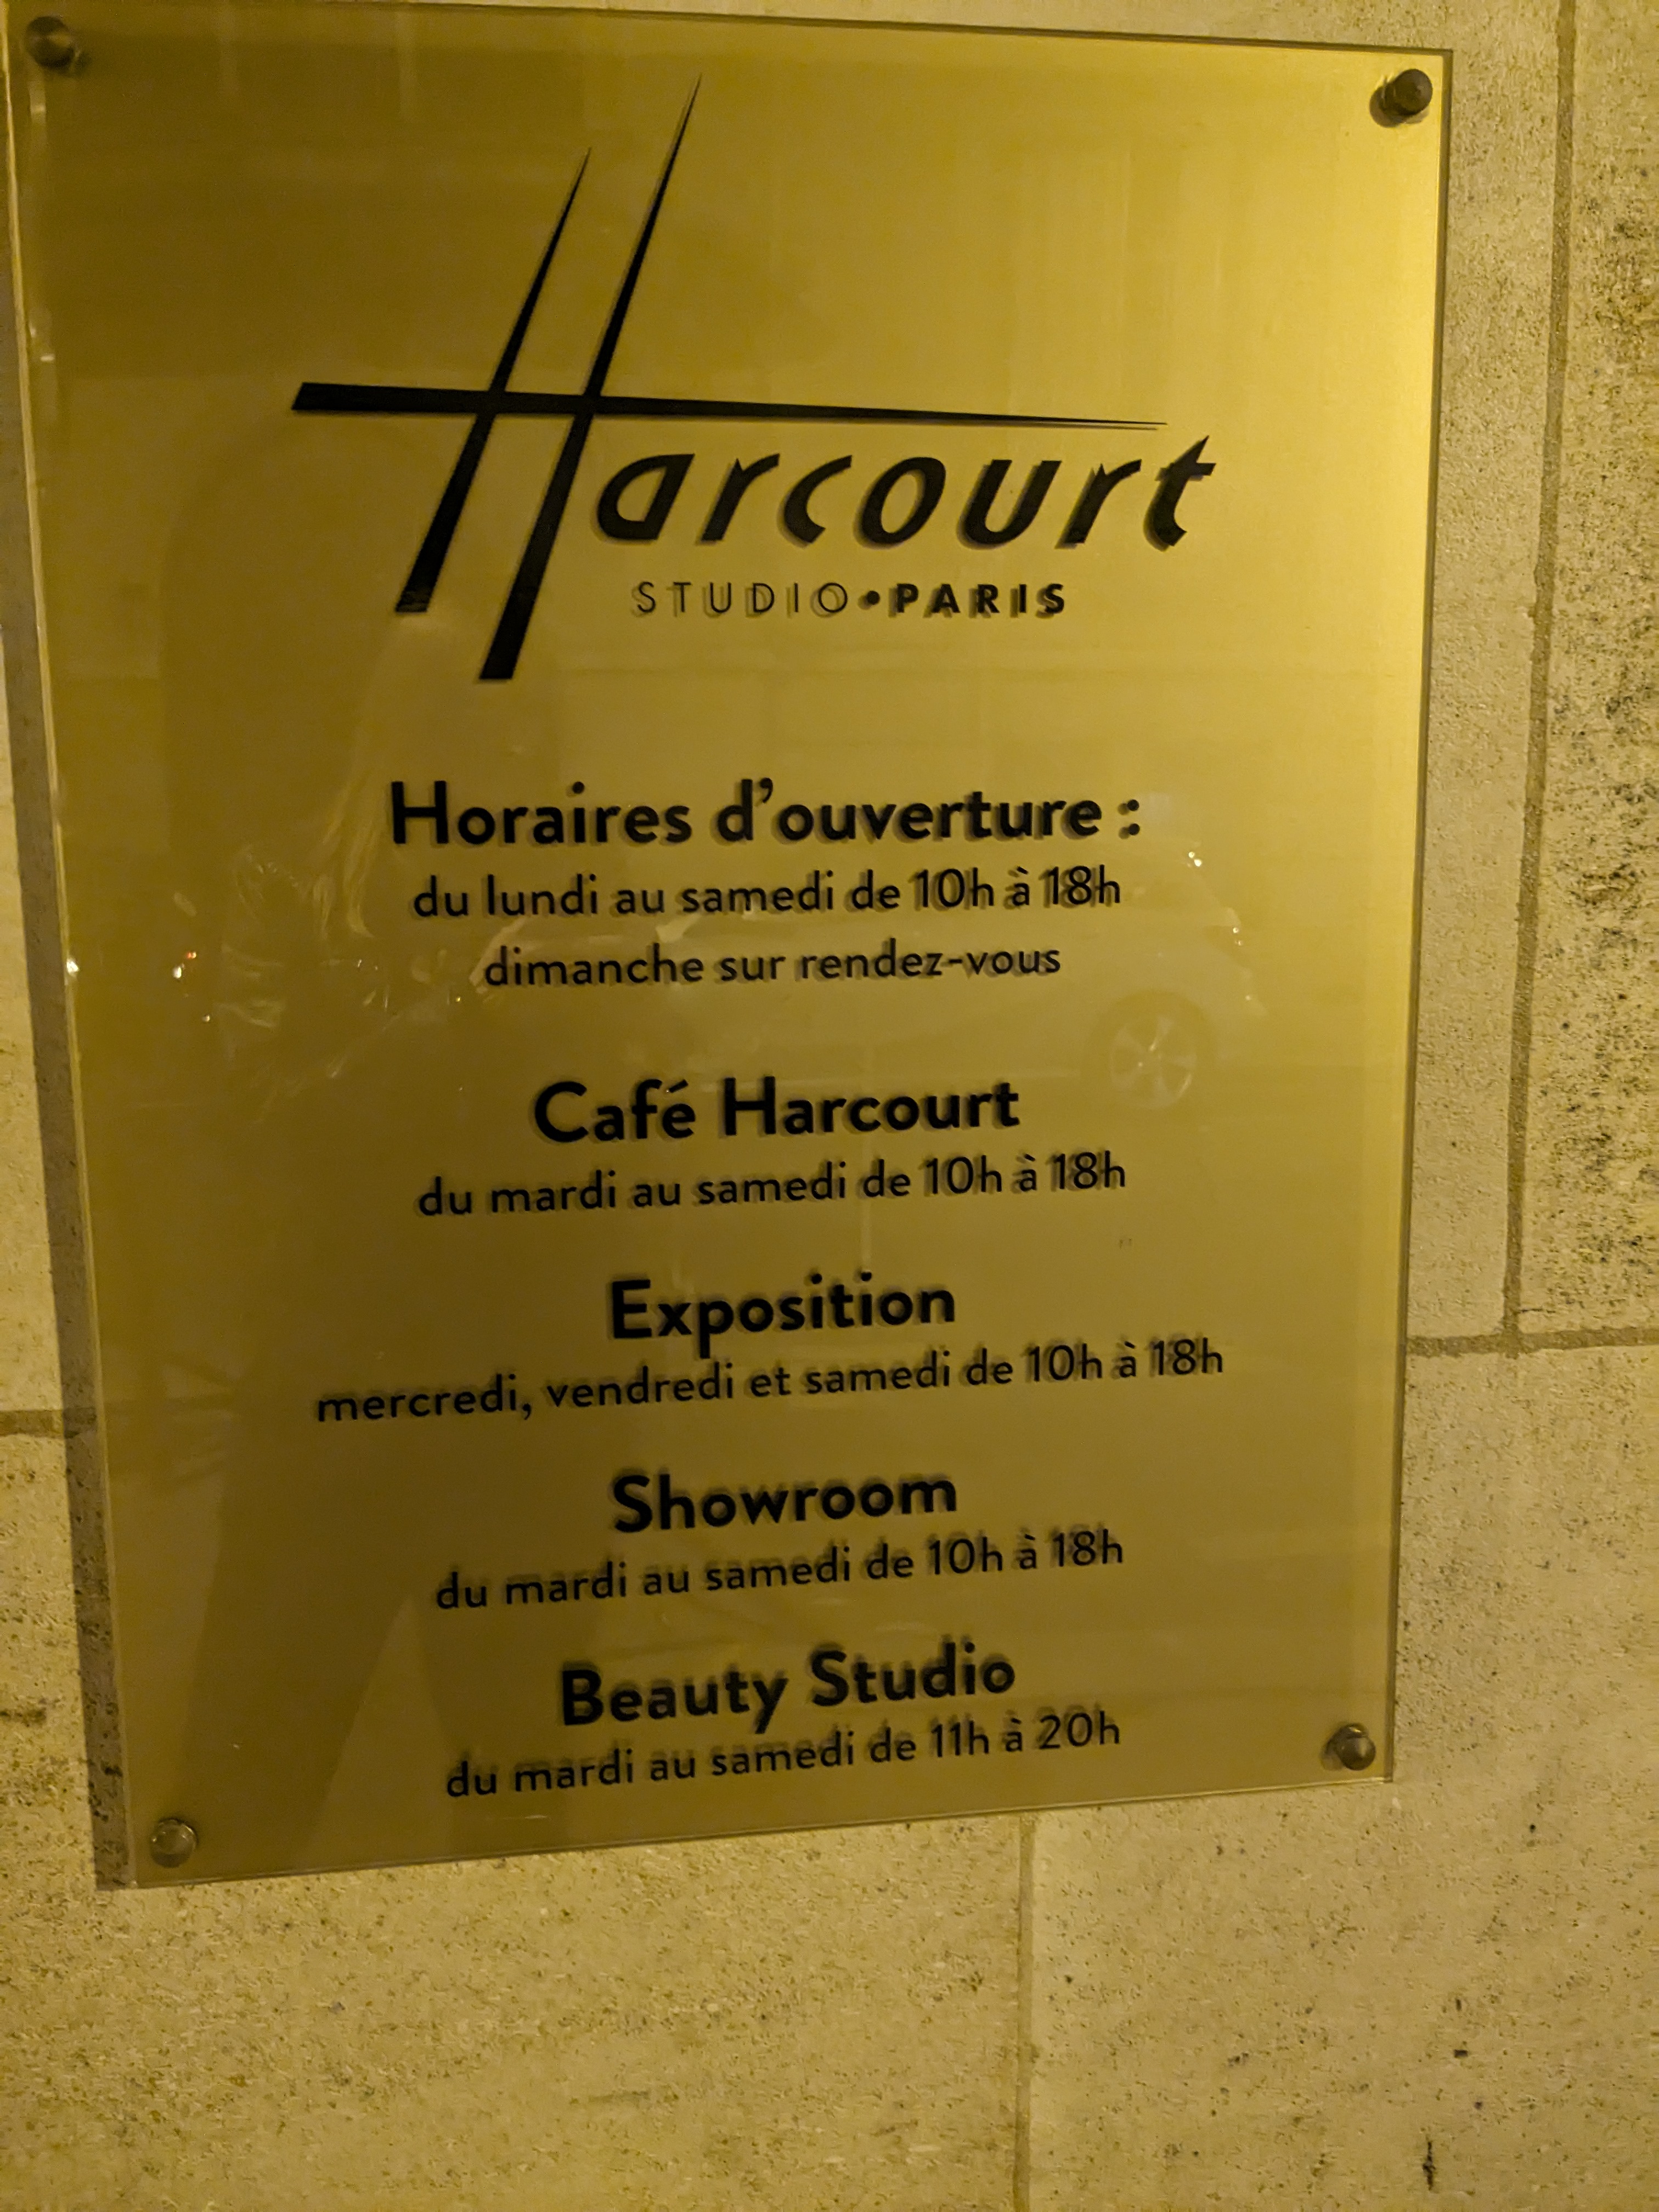 Harcourt
STUDIO•PARIS
Horaires d'ouverture :
du lundi au samedi de 10h à 18h
dimanche sur rendez-vous
Café Harcourt
du mardi au samedi de 10h à 18h
Exposition
mercredi, vendredi et samedi de 10h à 18h
Showroom
du mardi au samedi de 10h à 18h
Beauty Studio
du mardi au samedi de 11h à 20h